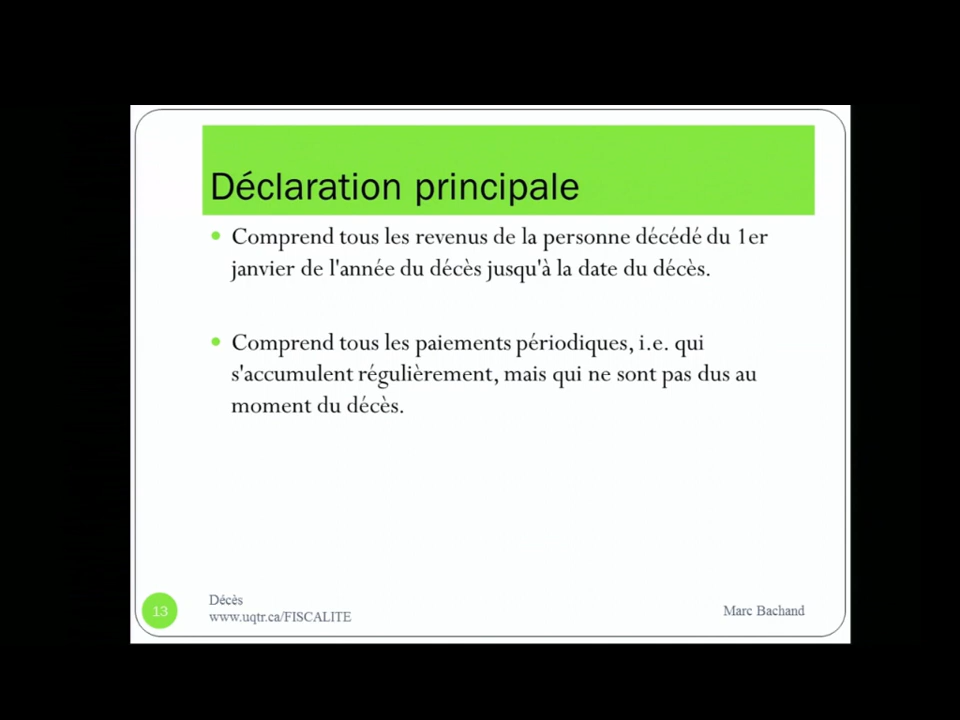 Déclaration principale
Comprend tous les revenus de la personne décédé du 1er
janvier de l'année du décès jusqu'à la date du décès.
Comprend tous les paiements périodiques, i.e. qui
s'accumulent régulièrement, mais qui ne sont pas dus au
moment du décès.
13
Décès
www.uqtr.ca/FISCALITE
Marc Bachand